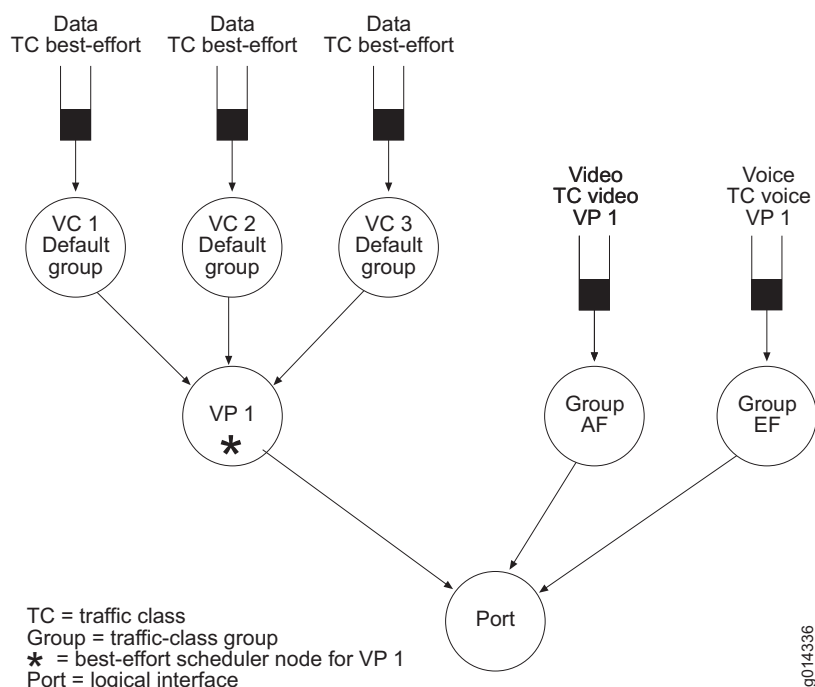 Data
TC best-effort
Data
TC best-effort
Data
TC best-effort
Video
TC video
VP 1
Voice
TC voice
VP 1
VC 1
Default
group
VC 2
Default
group
VC 3
Default
group
VP 1
*
Group
AF
Group
EF
Port
TC = traffic class
Group = traffic-class group
* = best-effort scheduler node for VP 1
Port = logical interface
g014336